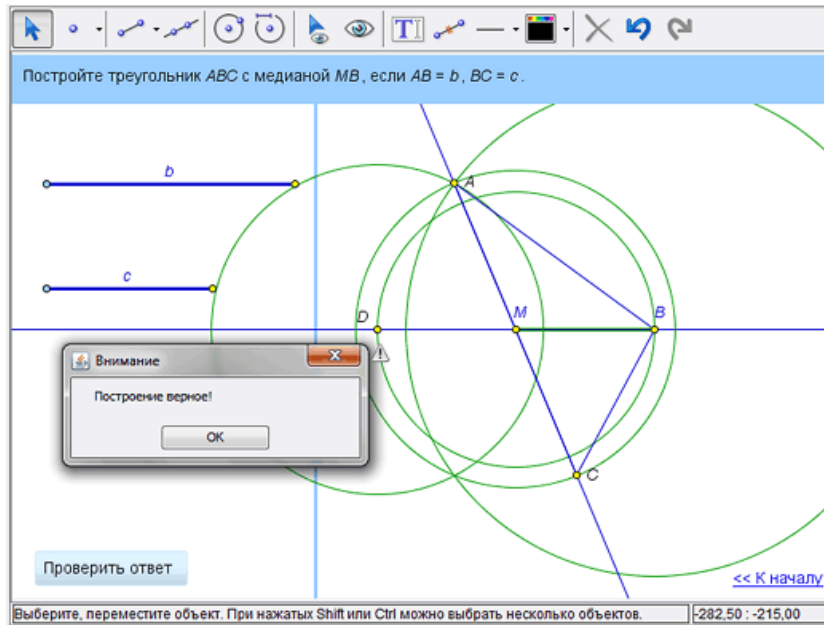 T
Постройте треугольник ABC с медианой MB, если AB = b, BC = c.
b
A
c
D
M
B
!
Внимание
Построение верное!
OK
C
Проверить ответ
<< К началу
Выберите, переместите объект. При нажатых Shift или Ctrl можно выбрать несколько объектов.
-282,50 : -215,00